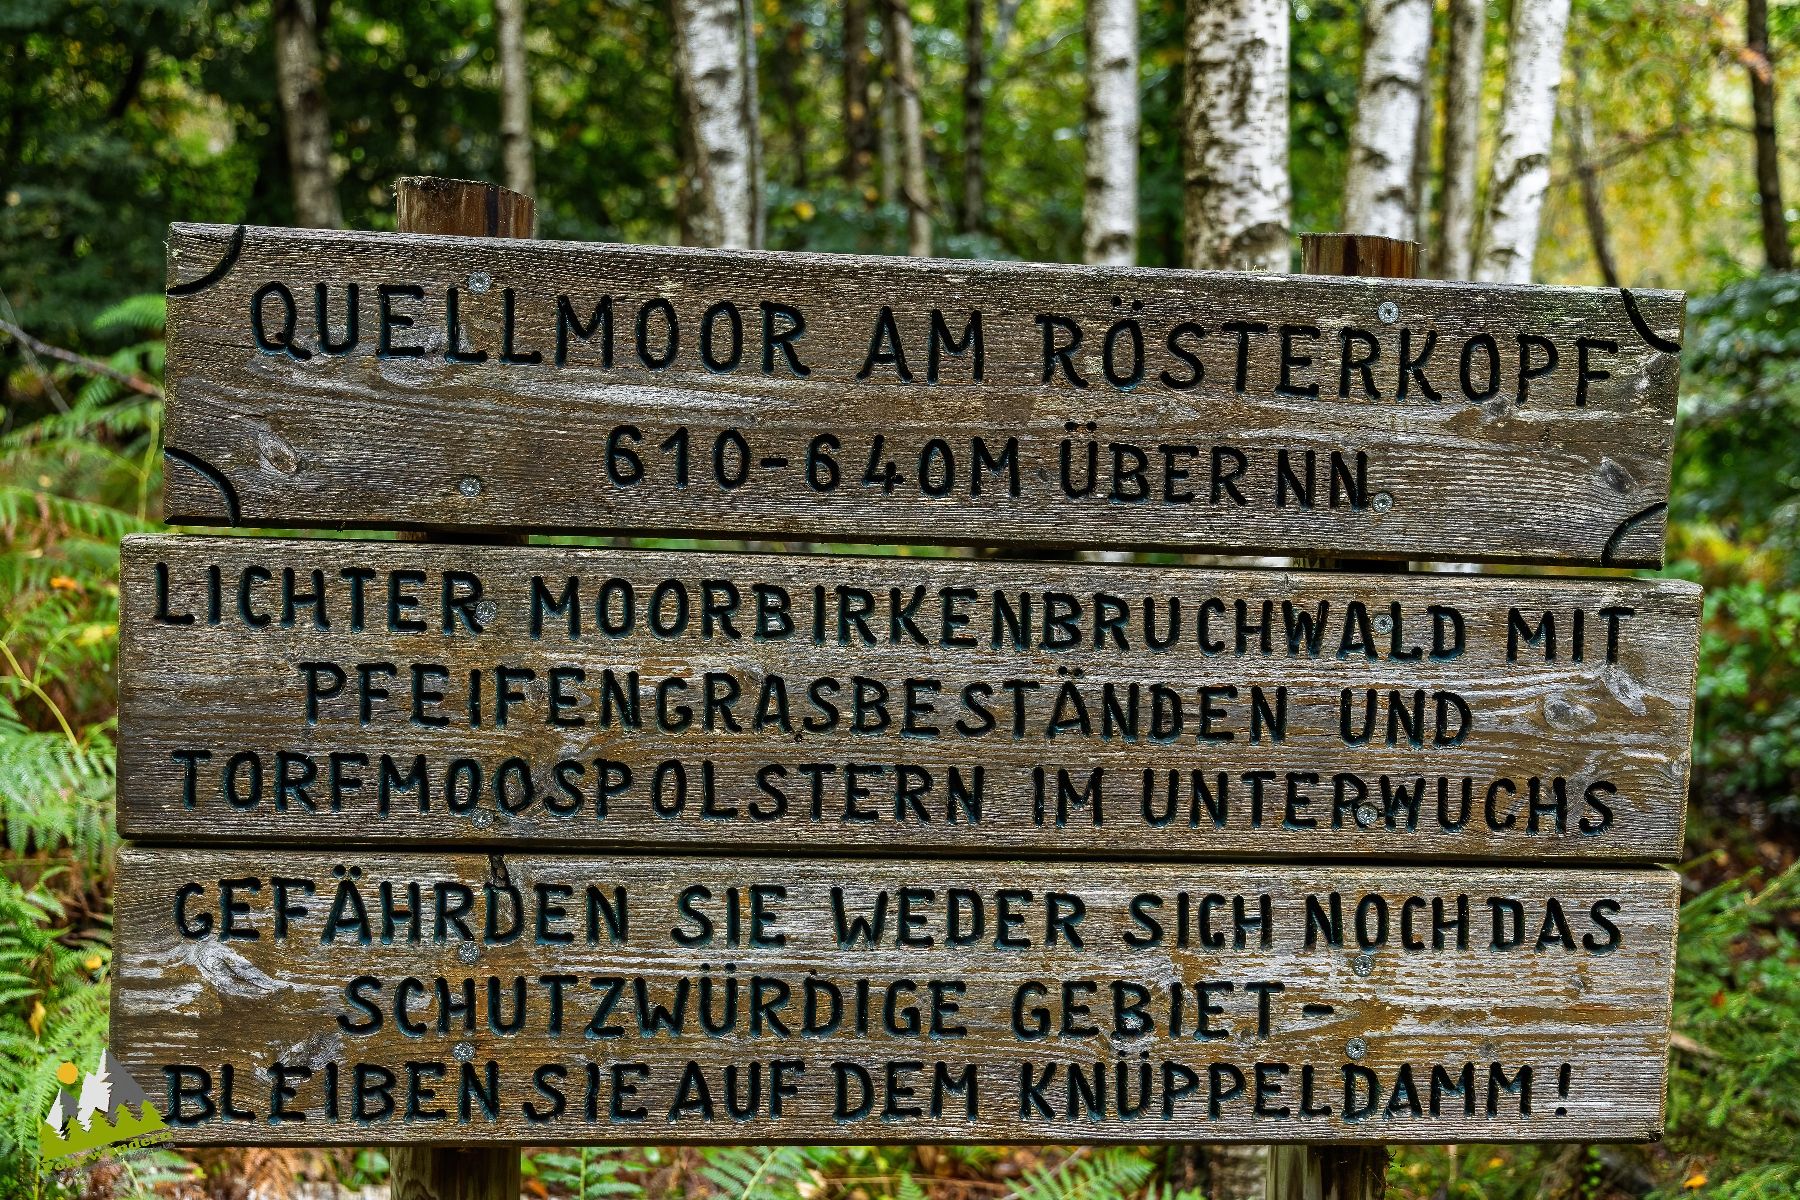 QUELLMOOR AM RÖSTERKOPF
610-640M ÜBER NN.
LICHTER MOORBIRKENBRUCHWALD MIT
PFEIFENGRASBESTÄNDEN UND
TORFMOOSPOLSTERN IM UNTERWUCHS
GEFÄHRDEN SIE WEDER SICH NOCH DAS
SCHUTZWÜRDIGE GEBIET-
BLEIBEN SIE AUF DEM KNÜPPELDAMM!